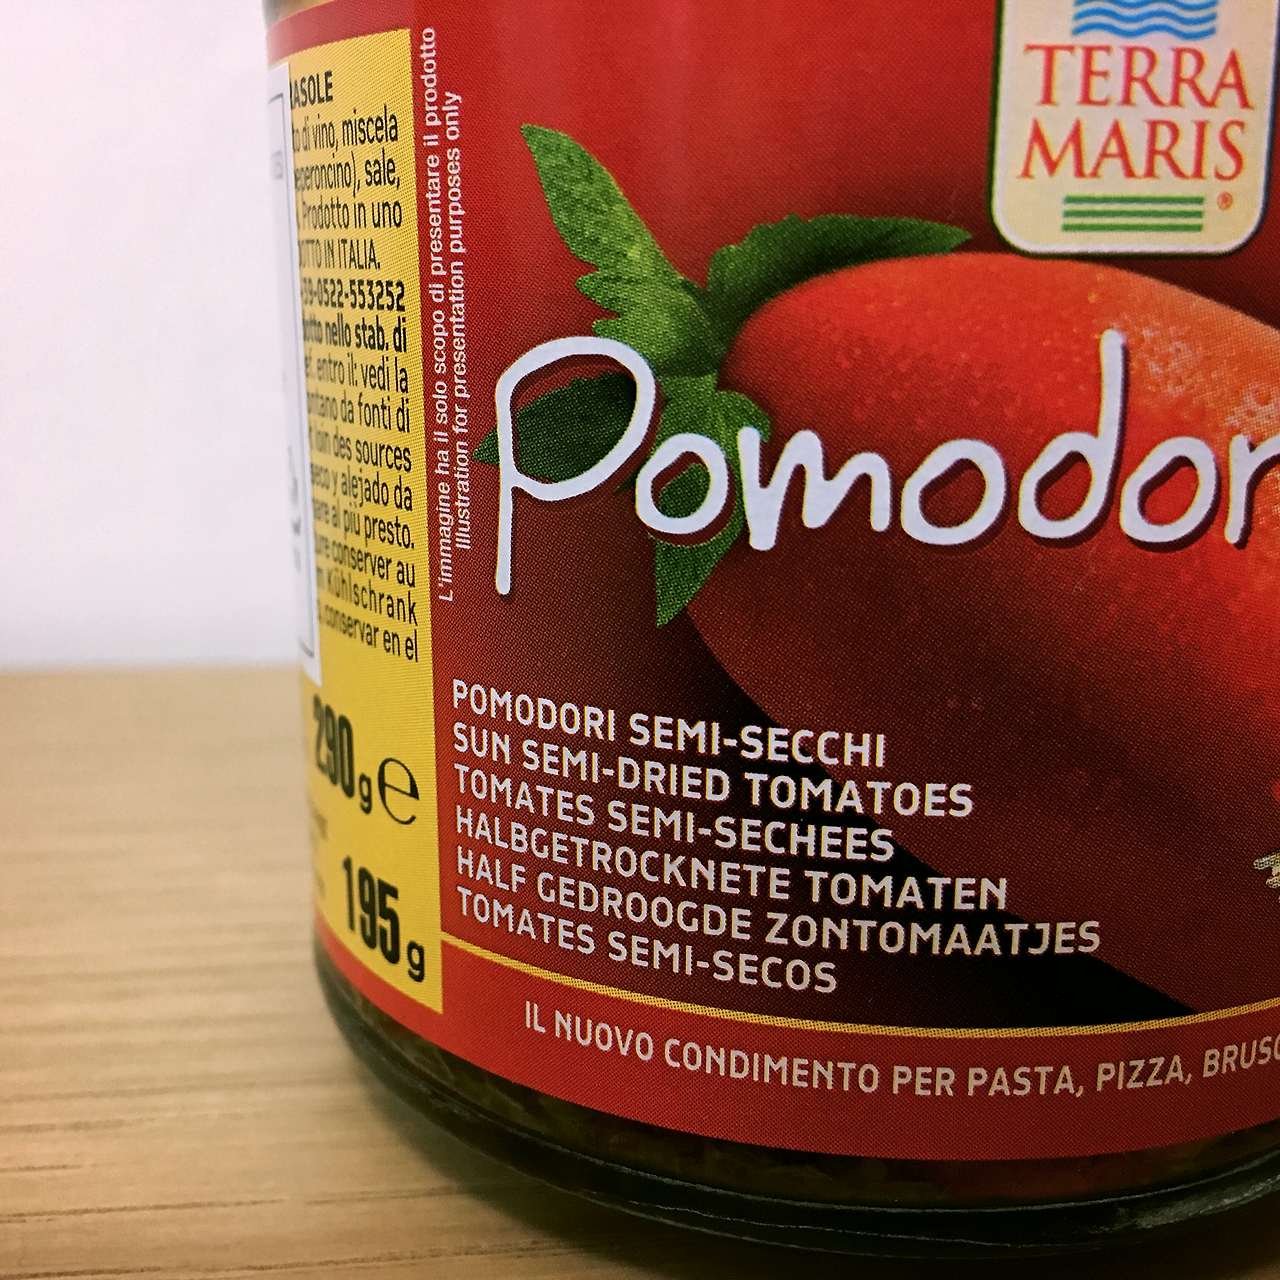 TERRA
MARIS
®
Pomodor
POMODORI SEMI-SECCHI
SUN SEMI-DRIED TOMATOES
TOMATES SEMI-SECHEES
HALBGETROCKNETE TOMATEN
HALF GEDROOGDE ZONTOMAATJES
TOMATES SEMI-SECOS
IL NUOVO CONDIMENTO PER PASTA, PIZZA, BRUSC
L'immagine ha il solo scopo di presentare il prodotto
Illustration for presentation purposes only
di vino, miscela
sale,
Prodotto in uno
IN ITALIA.
39-0522-553252
nello stab. di
entro il: vedi la
da fonti di
loin des sources
seco y alejado da
al più presto.
conserver au
Kühlschrank
conservar en el
290 g e
195 g